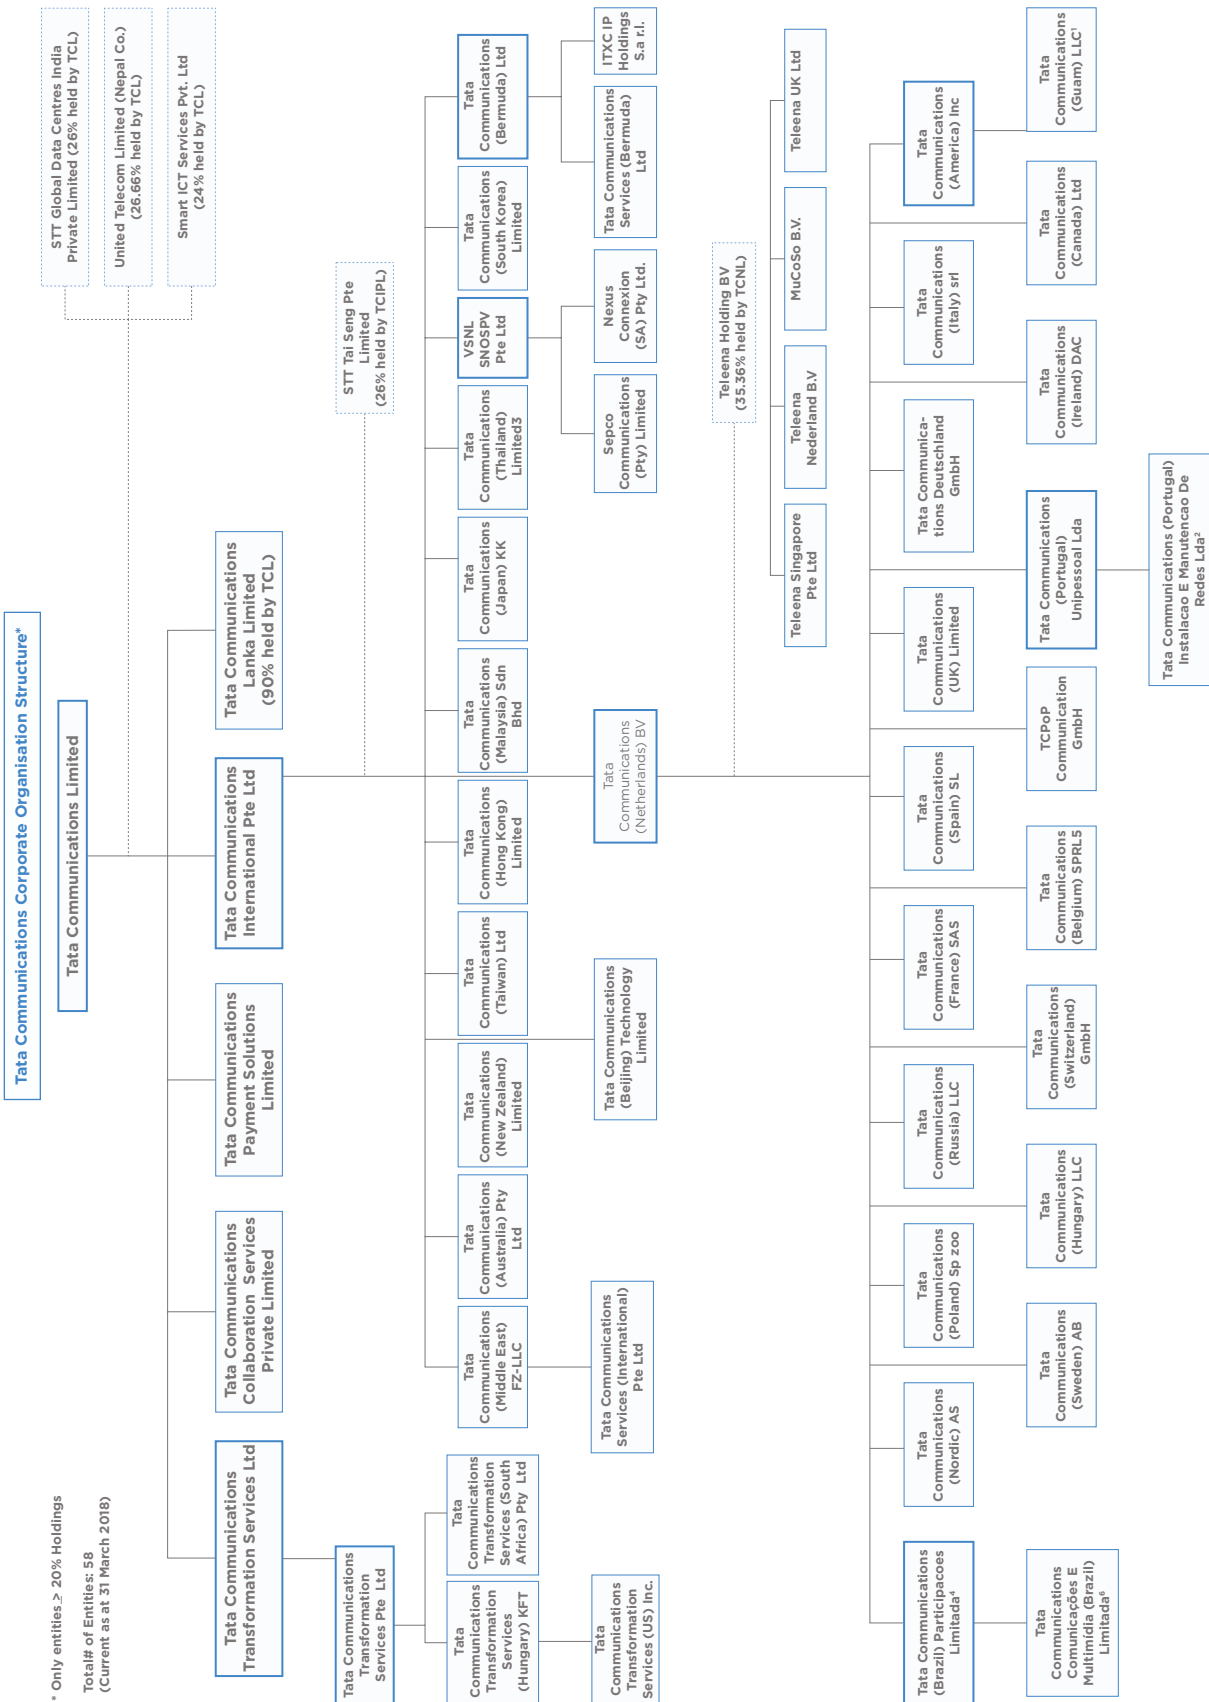 Tata Communications Corporate Organisation Structure*
* Only entities ≥ 20% Holdings
Total# of Entities: 58
(Current as at 31 March 2018)
Tata Communications Limited
STT Global Data Centres India
Private Limited (26% held by TCL)
United Telecom Limited (Nepal Co.)
(26.66% held by TCL)
Smart ICT Services Pvt. Ltd
(24% held by TCL)
Tata Communications
Transformation Services Ltd
Tata Communications
Collaboration Services
Private Limited
Tata Communications
Payment Solutions
Limited
Tata Communications
International Pte Ltd
Tata Communications
Lanka Limited
(90% held by TCL)
Tata Communications
Transformation
Services Pte Ltd
STT Tai Seng Pte
Limited
(26% held by TCIPL)
Tata
Communications
Transformation
Services
(Hungary) KFT
Tata
Communications
Transformation
Services (South
Africa) Pty Ltd
Tata
Communications
(Middle East)
FZ-LLC
Tata
Communications
(Australia) Pty
Ltd
Tata
Communications
(New Zealand)
Limited
Tata
Communications
(Taiwan) Ltd
Tata
Communications
(Hong Kong)
Limited
Tata
Communications
(Malaysia) Sdn
Bhd
Tata
Communications
(Japan) KK
Tata
Communications
(Thailand)
Limited3
VSNL
SNOSPV
Pte Ltd
Tata
Communications
(South Korea)
Limited
Tata
Communications
(Bermuda) Ltd
Tata
Communications
Transformation
Services (US) Inc.
Tata Communications
Services (International)
Pte Ltd
Tata Communications
(Beijing) Technology
Limited
Tata
Communications
(Netherlands) BV
Sepco
Communications
(Pty) Limited
Nexus
Connexion
(SA) Pty Ltd.
Tata Communications
Services (Bermuda)
Ltd
ITXC IP
Holdings
S.a r.l.
Teleena Holding BV
(35.36% held by TCNL)
Teleena Singapore
Pte Ltd
Teleena
Nederland B.V
MuCoSo B.V.
Teleena UK Ltd
Tata Communications
(Brazil) Participacoes
Limitada⁴
Tata
Communications
(Nordic) AS
Tata
Communications
(Poland) Sp zoo
Tata
Communications
(Russia) LLC
Tata
Communications
(France) SAS
Tata
Communications
(Spain) SL
Tata
Communications
(UK) Limited
Tata Communica-
tions Deutschland
GmbH
Tata
Communications
(Italy) srl
Tata
Communications
(America) Inc
Tata
Communications
Comunicações E
Multimídia (Brazil)
Limitada⁶
Tata
Communications
(Sweden) AB
Tata
Communications
(Hungary) LLC
Tata
Communications
(Switzerland)
GmbH
Tata
Communications
(Belgium) SPRL5
TCPoP
Communication
GmbH
Tata Communications
(Portugal)
Unipessoal Lda
Tata
Communications
(Ireland) DAC
Tata
Communications
(Canada) Ltd
Tata
Communications
(Guam) LLC¹
Tata Communications (Portugal)
Instalacao E Manutencao De
Redes Lda²